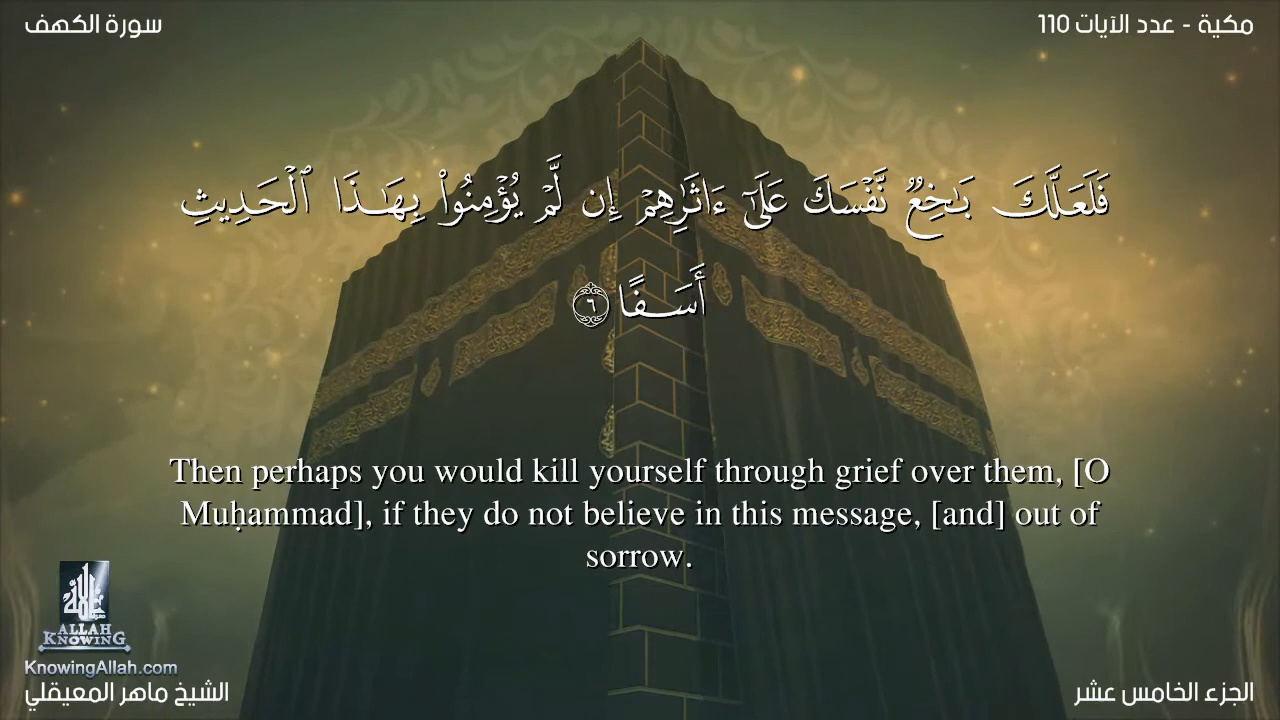 مكية - عدد الآيات 110
سورة الكهف
فَلَعَلَّكَ بَـٰخِعٌۭ نَّفْسَكَ عَلَىٰٓ ءَاثَـٰرِهِمْ إِن لَّمْ يُؤْمِنُوا۟ بِهَـٰذَا ٱلْحَدِيثِ
أَسَفًا ٦
Then perhaps you would kill yourself through grief over them, [O
Muḥammad], if they do not believe in this message, [and] out of
sorrow.
ALLAH
KNOWING
KnowingAllah.com
الجزء الخامس عشر
الشيخ ماهر المعيقلي